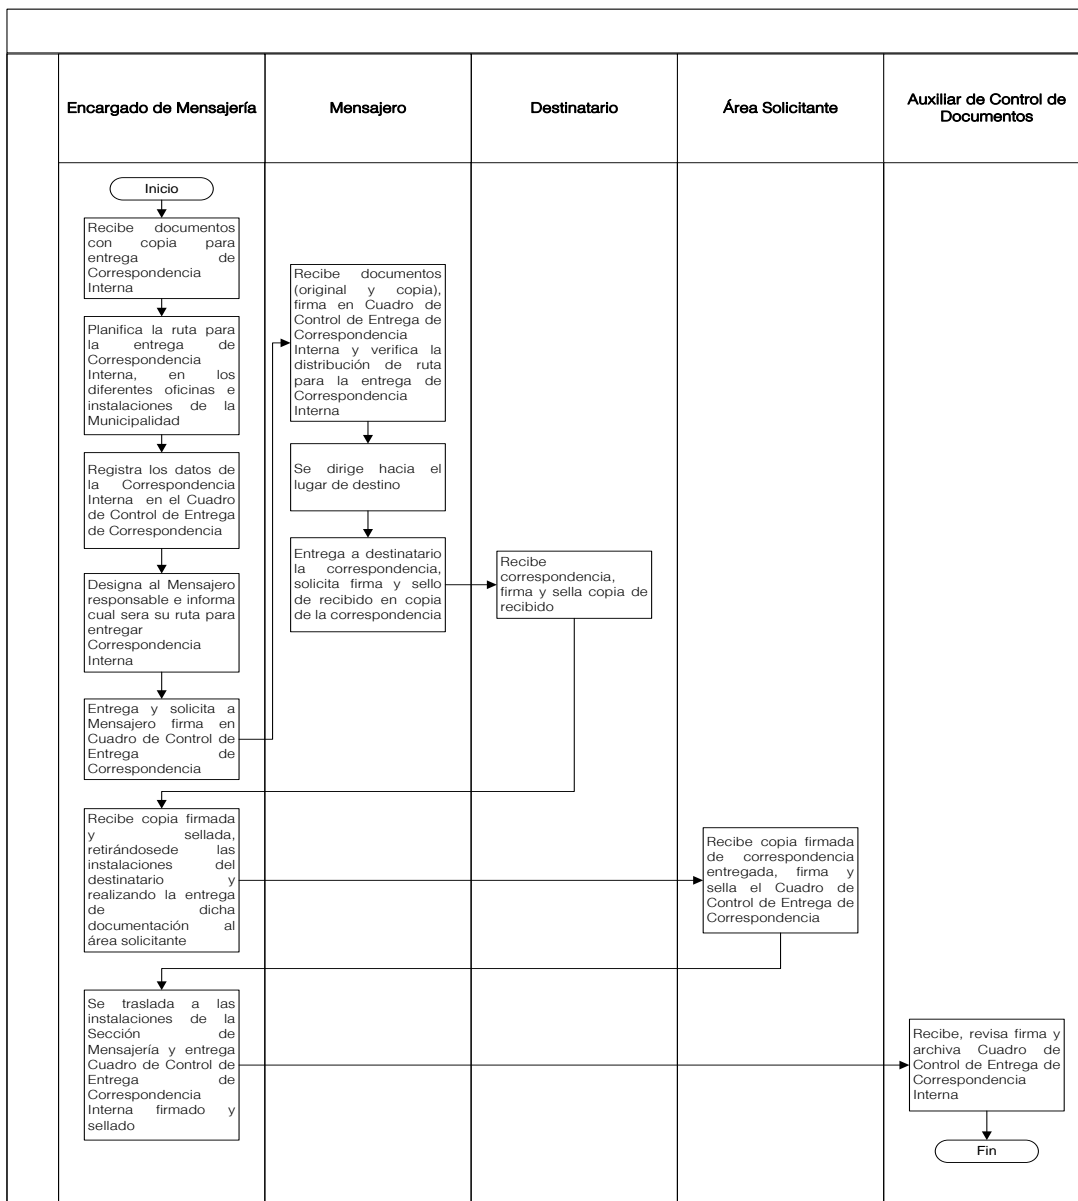 Encargado de Mensajería
Mensajero
Destinatario
Área Solicitante
Auxiliar de Control de
Documentos
Inicio
Recibe documentos
con copia para
entrega de
Correspondencia
Interna
Planifica la ruta para
la entrega de
Correspondencia
Interna, en los
diferentes oficinas e
instalaciones de la
Municipalidad
Registra los datos de
la Correspondencia
Interna en el Cuadro
de Control de Entrega
de Correspondencia
Designa al Mensajero
responsable e informa
cual sera su ruta para
entregar
Correspondencia
Interna
Entrega y solicita a
Mensajero firma en
Cuadro de Control de
Entrega de
Correspondencia
Recibe documentos
(original y copia),
firma en Cuadro de
Control de Entrega de
Correspondencia
Interna y verifica la
distribución de ruta
para la entrega de
Correspondencia
Interna
Se dirige hacia el
lugar de destino
Entrega a destinatario
la correspondencia,
solicita firma y sello
de recibido en copia
de la correspondencia
Recibe
correspondencia,
firma y sella copia de
recibido
Recibe copia firmada
y sellada,
retirándosede las
instalaciones del
destinatario y
realizando la entrega
de dicha
documentación al
área solicitante
Recibe copia firmada
de correspondencia
entregada, firma y
sella el Cuadro de
Control de Entrega de
Correspondencia
Se traslada a las
instalaciones de la
Sección de
Mensajería y entrega
Cuadro de Control de
Entrega de
Correspondencia
Interna firmado y
sellado
Recibe, revisa firma y
archiva Cuadro de
Control de Entrega de
Correspondencia
Interna
Fin